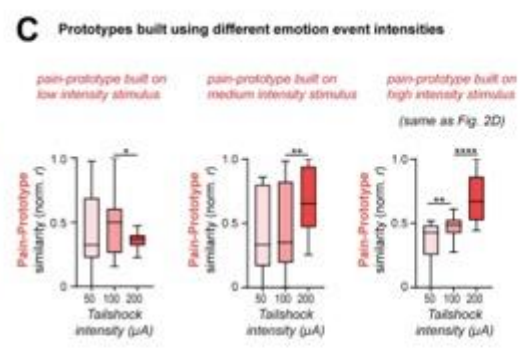 C Prototypes built using different emotion event intensities
pain-prototype built on
low intensity stimulus
pain-prototype built on
medium intensity stimulus
pain-prototype built on
high intensity stimulus
(same as Fig. 2D)
Pain-Prototype
similarity (norm. r)
1.0
0.5
0
*
50 100 200
Tailshock
intensity (µA)
Pain-Prototype
similarity (norm. r)
1.0
0.5
0
**
50 100 200
Tailshock
intensity (µA)
Pain-Prototype
similarity (norm. r)
1.0
0.5
0
**
****
50 100 200
Tailshock
intensity (µA)